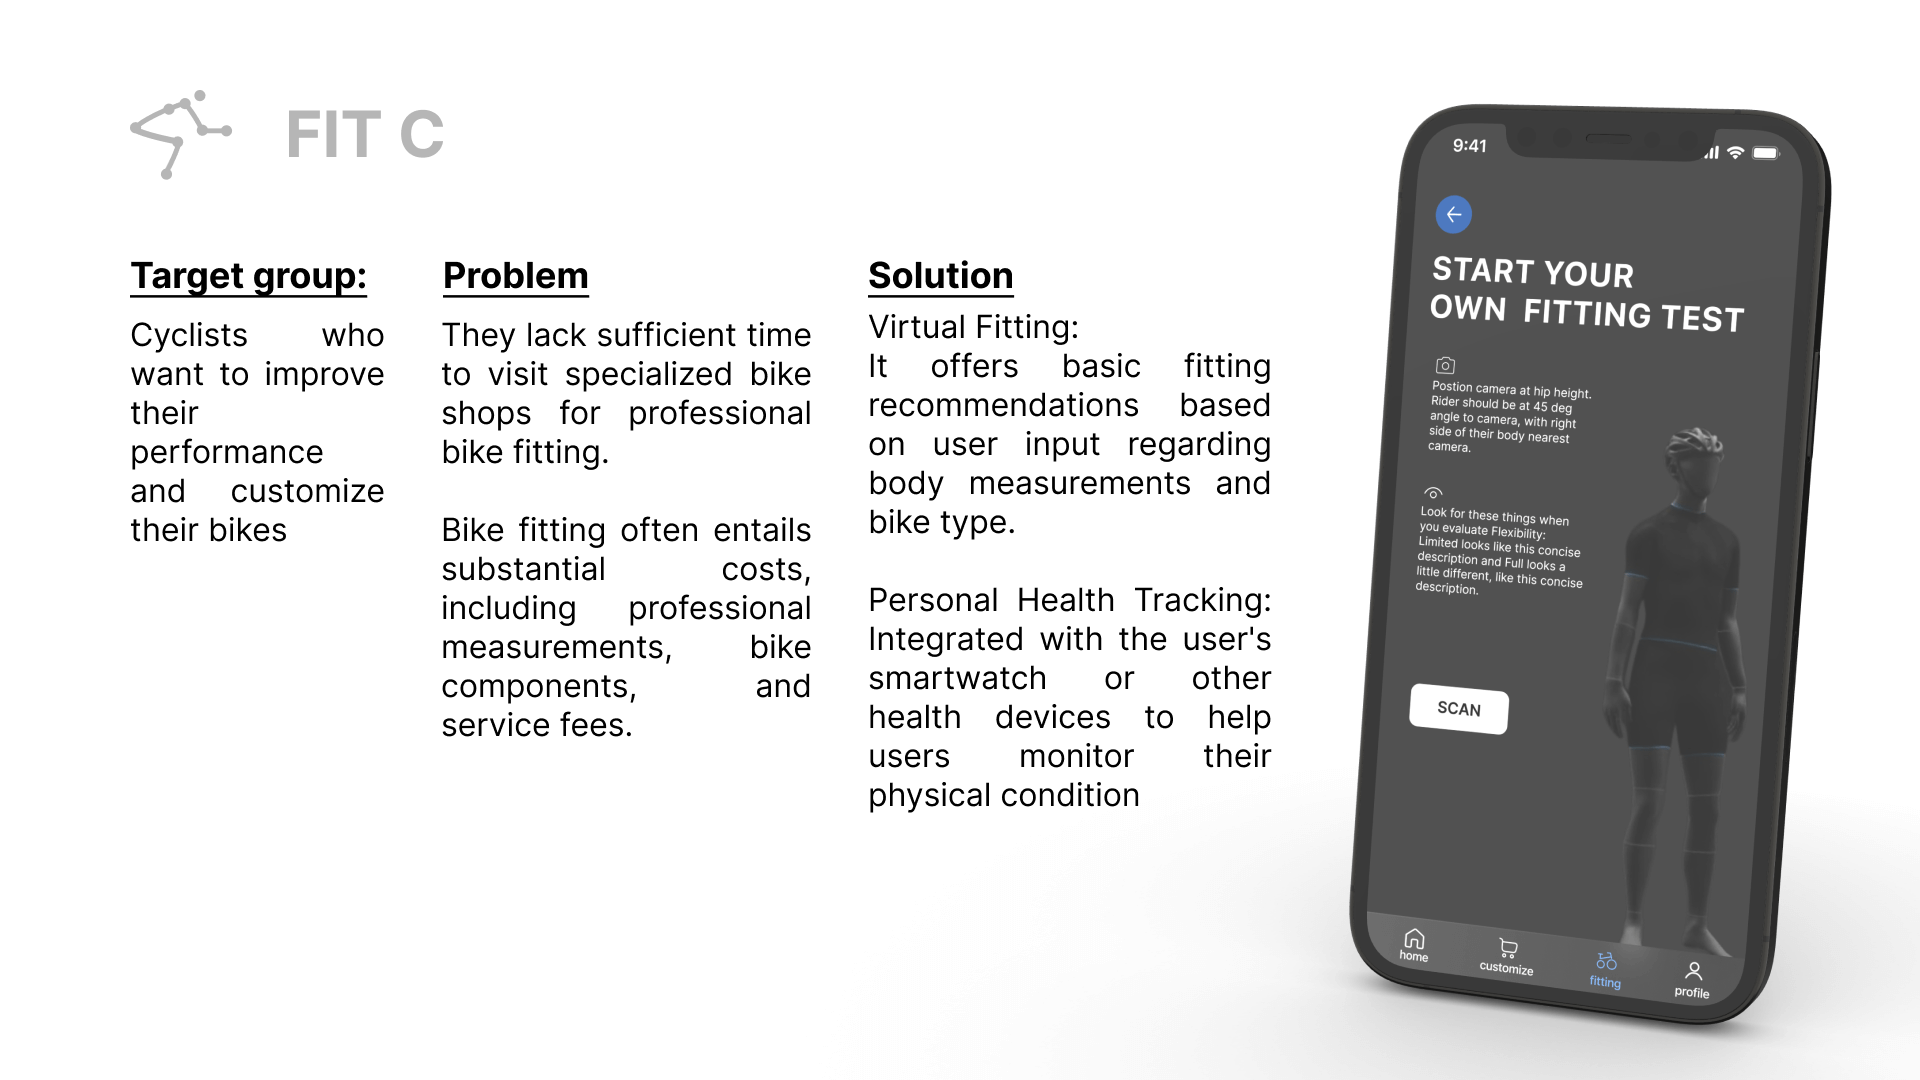 FIT C
Target group:
Cyclists who
want to improve
their
performance
and customize
their bikes
Problem
They lack sufficient time
to visit specialized bike
shops for professional
bike fitting.
Bike fitting often entails
substantial costs,
including professional
measurements, bike
components, and
service fees.
Solution
Virtual Fitting:
It offers basic fitting
recommendations based
on user input regarding
body measurements and
bike type.
Personal Health Tracking:
Integrated with the user's
smartwatch or other
health devices to help
users monitor their
physical condition
9:41
START YOUR
OWN FITTING TEST
Postion camera at hip height.
Rider should be at 45 deg
angle to camera, with right
side of their body nearest
camera.
Look for these things when
you evaluate Flexibility:
Limited looks like this concise
description and Full looks a
little different, like this concise
description.
SCAN
home
customize
fitting
profile